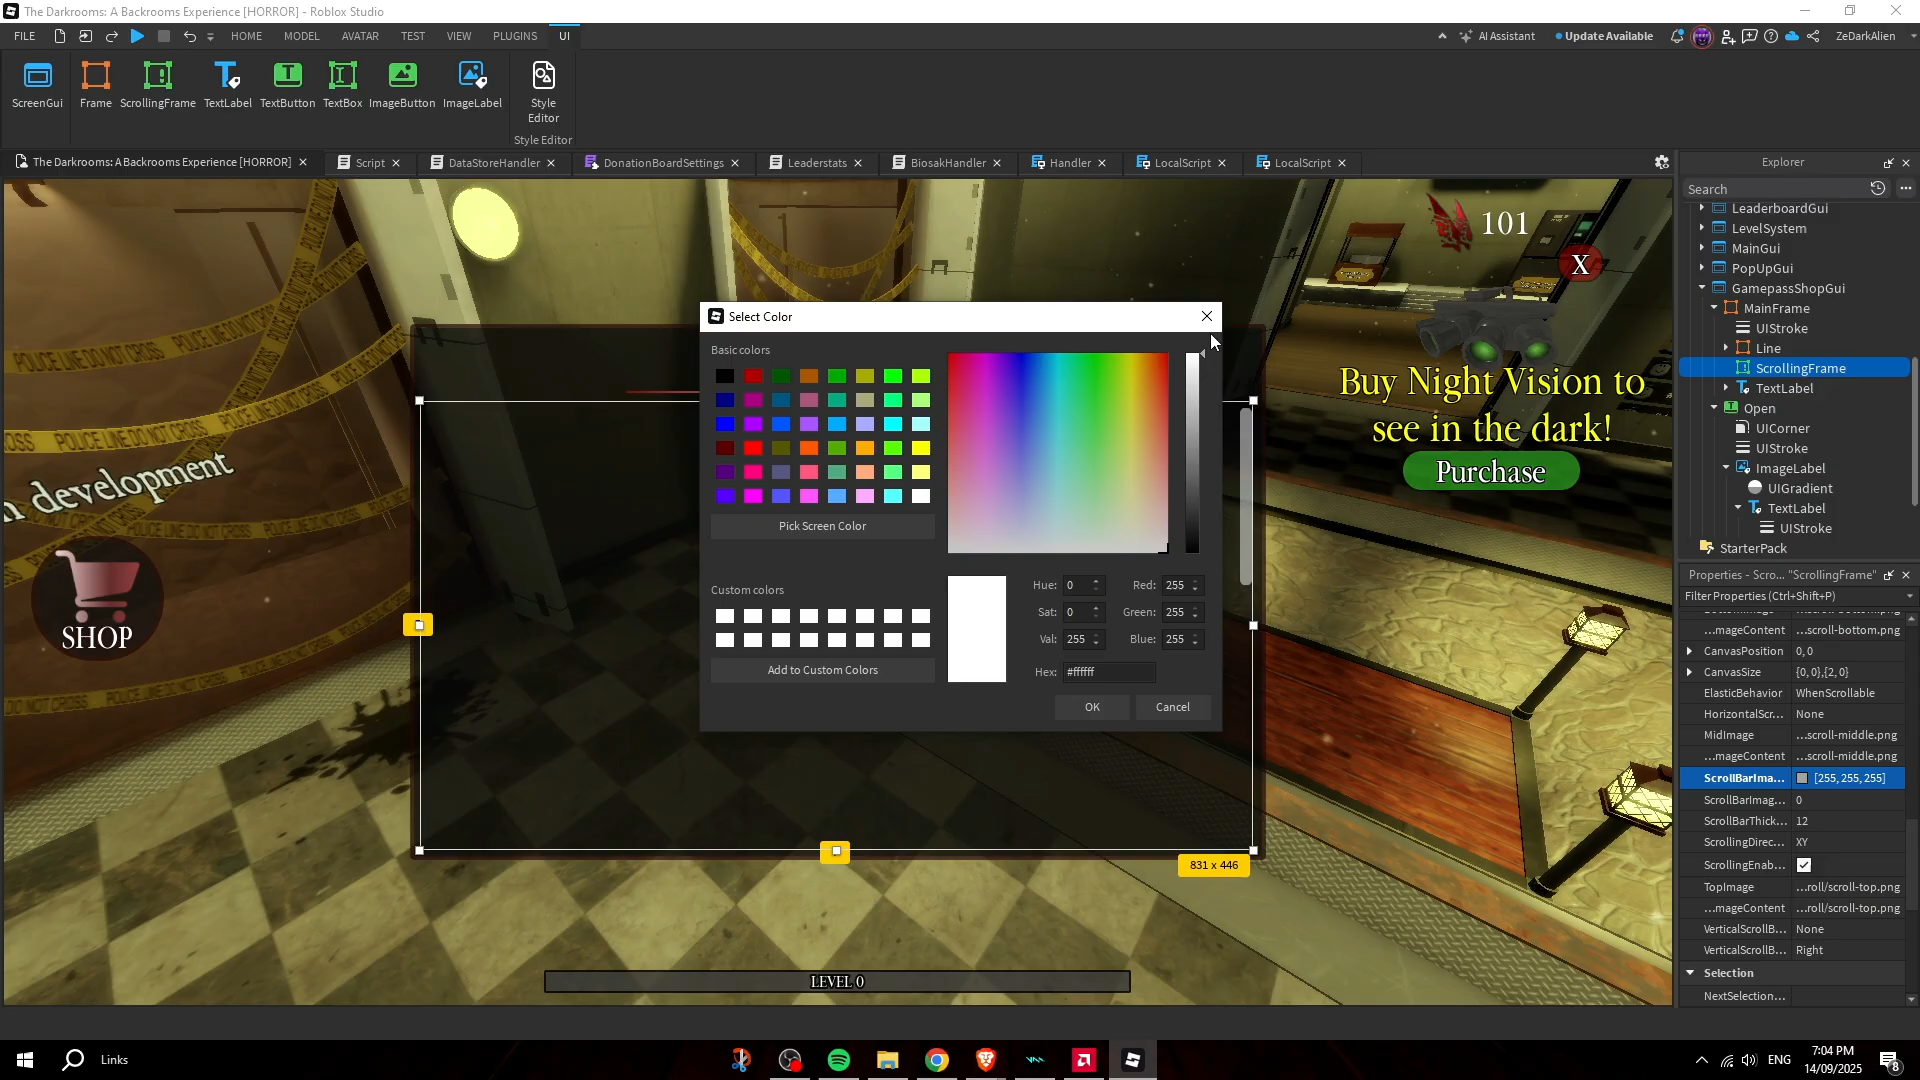 The Darkrooms: A Backrooms Experience [HORROR] - Roblox Studio
FILE HOME MODEL AVATAR TEST VIEW PLUGINS UI AI Assistant Update Available ZeDarkAlien
ScreenGui Frame ScrollingFrame TextLabel TextButton TextBox ImageButton ImageLabel Style Editor
Style Editor
The Darkrooms: A Backrooms Experience [HORROR] Script DataStoreHandler DonationBoardSettings Leaderstats BiosakHandler Handler LocalScript LocalScript
Explorer
Search
LeaderboardGui
LevelSystem
MainGui
PopUpGui
GamepassShopGui
MainFrame
UIStroke
Line
ScrollingFrame
TextLabel
Open
UICorner
UIStroke
ImageLabel
UIGradient
TextLabel
UIStroke
StarterPack
101
X
Buy Night Vision to
see in the dark!
Purchase
POLICE LINE DO NOT CROSS
development
SHOP
Select Color
Basic colors
Pick Screen Color
Custom colors
Add to Custom Colors
Hue: 0 Red: 255
Sat: 0 Green: 255
Val: 255 Blue: 255
Hex: #ffffff
OK Cancel
831 x 446
LEVEL 0
Properties - Scro... "ScrollingFrame"
Filter Properties (Ctrl+Shift+P)
...mageContent ...scroll-bottom.png
CanvasPosition 0, 0
CanvasSize {0, 0},{2, 0}
ElasticBehavior WhenScrollable
HorizontalScr... None
MidImage ...scroll-middle.png
...mageContent ...scroll-middle.png
ScrollBarIma... [255, 255, 255]
ScrollBarImag... 0
ScrollBarThick... 12
ScrollingDirec... XY
ScrollingEnab...
TopImage ...roll/scroll-top.png
...mageContent ...roll/scroll-top.png
VerticalScrollB... None
VerticalScrollB... Right
Selection
NextSelection...
Links
ENG
7:04 PM
14/09/2025
8